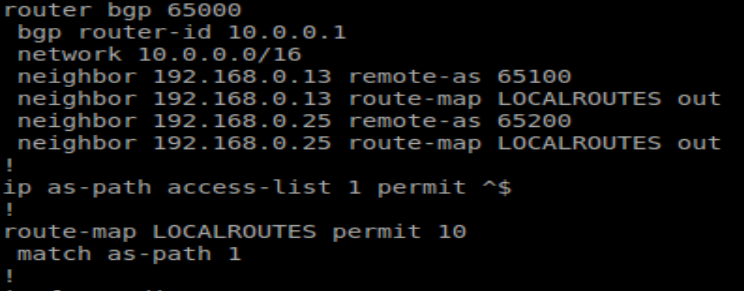 router bgp 65000
bgp router-id 10.0.0.1
network 10.0.0.0/16
neighbor 192.168.0.13 remote-as 65100
neighbor 192.168.0.13 route-map LOCALROUTES out
neighbor 192.168.0.25 remote-as 65200
neighbor 192.168.0.25 route-map LOCALROUTES out
!
ip as-path access-list 1 permit ^$
!
route-map LOCALROUTES permit 10
match as-path 1
!